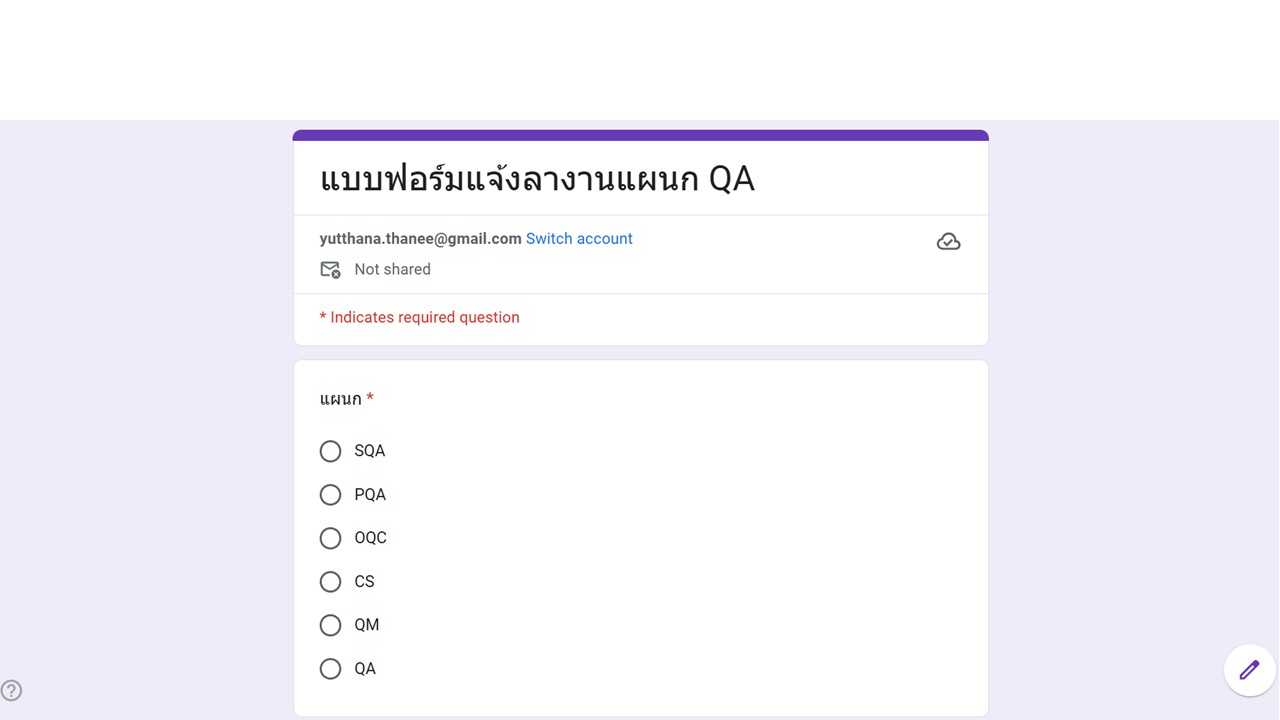 แบบฟอร์มแจ้งลางานแผนก QA
yutthana.thanee@gmail.com Switch account
Not shared
* Indicates required question
แผนก *
SQA
PQA
OQC
CS
QM
QA